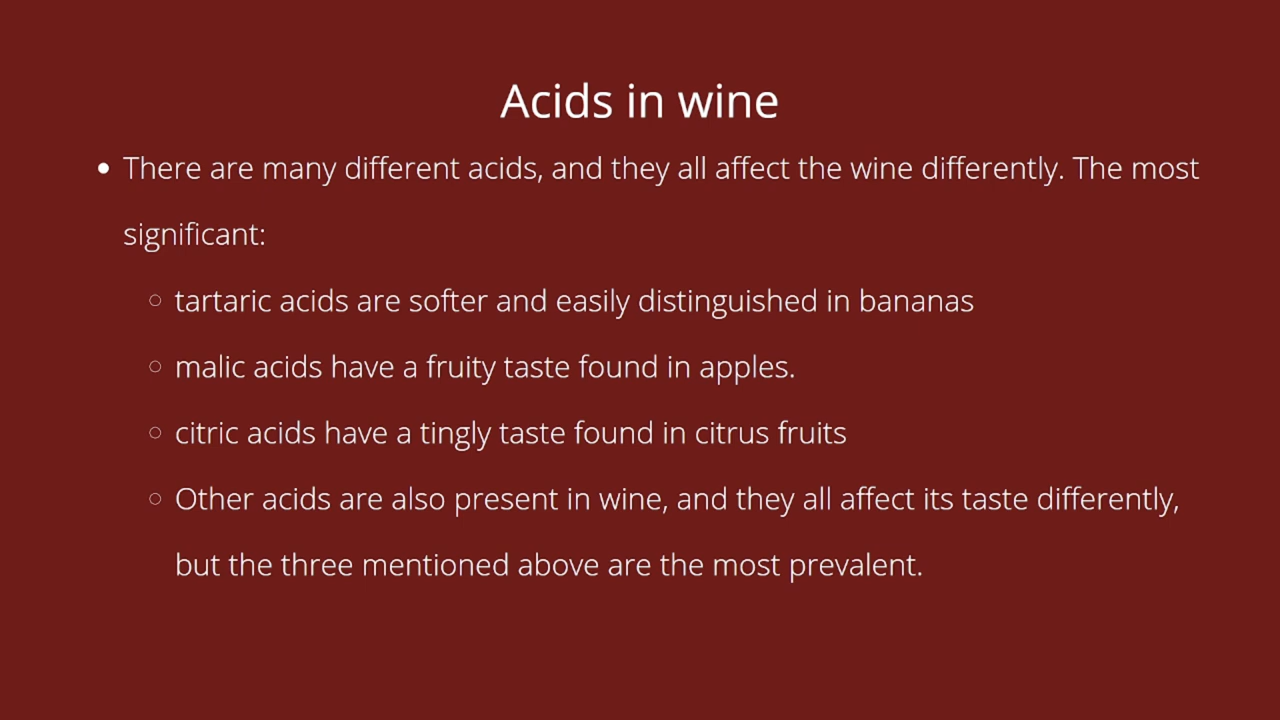 Acids in wine
• There are many different acids, and they all affect the wine differently. The most
significant:
○ tartaric acids are softer and easily distinguished in bananas
○ malic acids have a fruity taste found in apples.
○ citric acids have a tingly taste found in citrus fruits
○ Other acids are also present in wine, and they all affect its taste differently,
but the three mentioned above are the most prevalent.